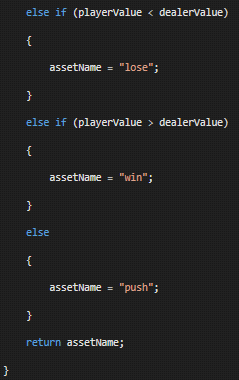 else if (playerValue < dealerValue)
{
assetName = "lose";
}
else if (playerValue > dealerValue)
{
assetName = "win";
}
else
{
assetName = "push";
}
return assetName;
}